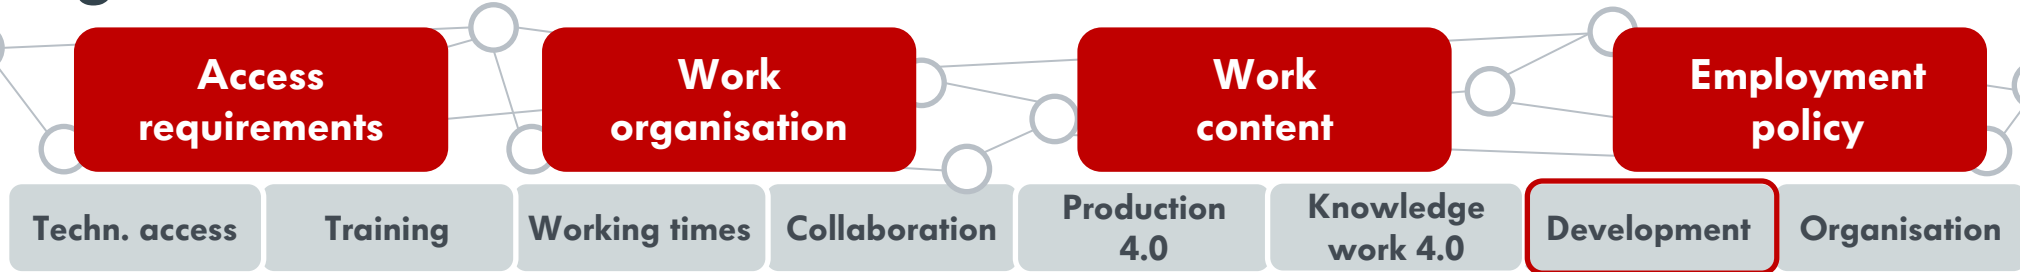 Access
requirements
Work
organisation
Work
content
Employment
policy
Techn. access
Training
Working times
Collaboration
Production
4.0
Knowledge
work 4.0
Development
Organisation